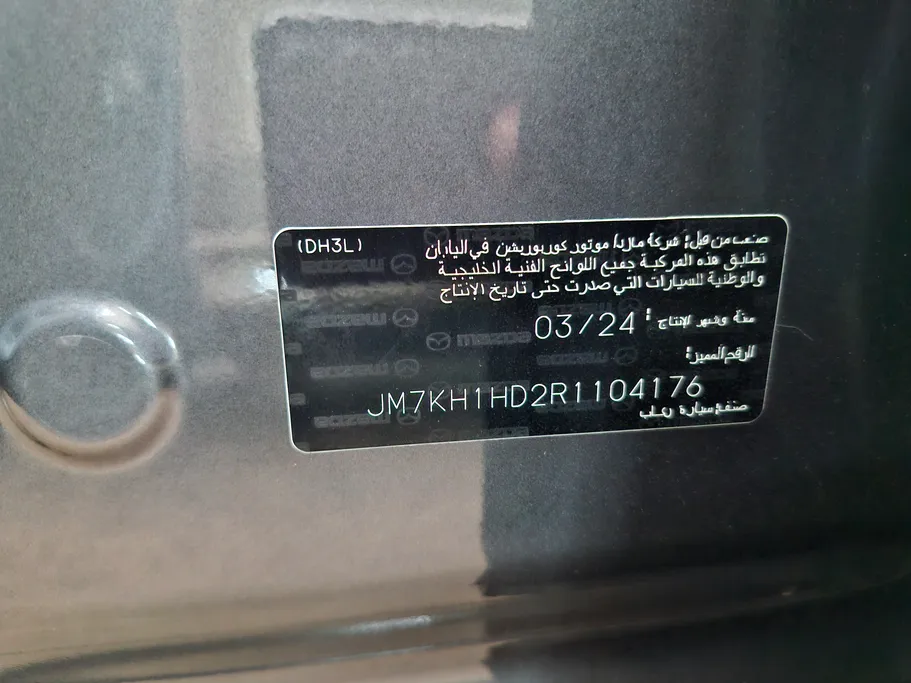 (DH3L)
صنعت من قبل: شركة مازدا موتور كوربوريشن في اليابان
تطابق هذه المركبة جميع اللوائح الفنية الخليجية
والوطنية للسيارات التي صدرت حتى تاريخ الإنتاج
سنة وشهر الإنتاج: 03/24
الرقم المميز:
JM7KH1HD2R1104176
صنف: سيارة ركاب